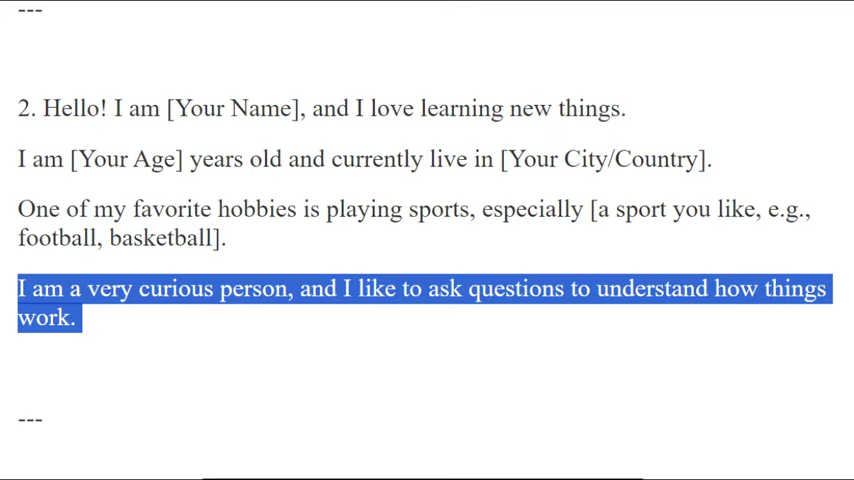 ---
2. Hello! I am [Your Name], and I love learning new things.
I am [Your Age] years old and currently live in [Your City/Country].
One of my favorite hobbies is playing sports, especially [a sport you like, e.g.,
football, basketball].
I am a very curious person, and I like to ask questions to understand how things
work.
---